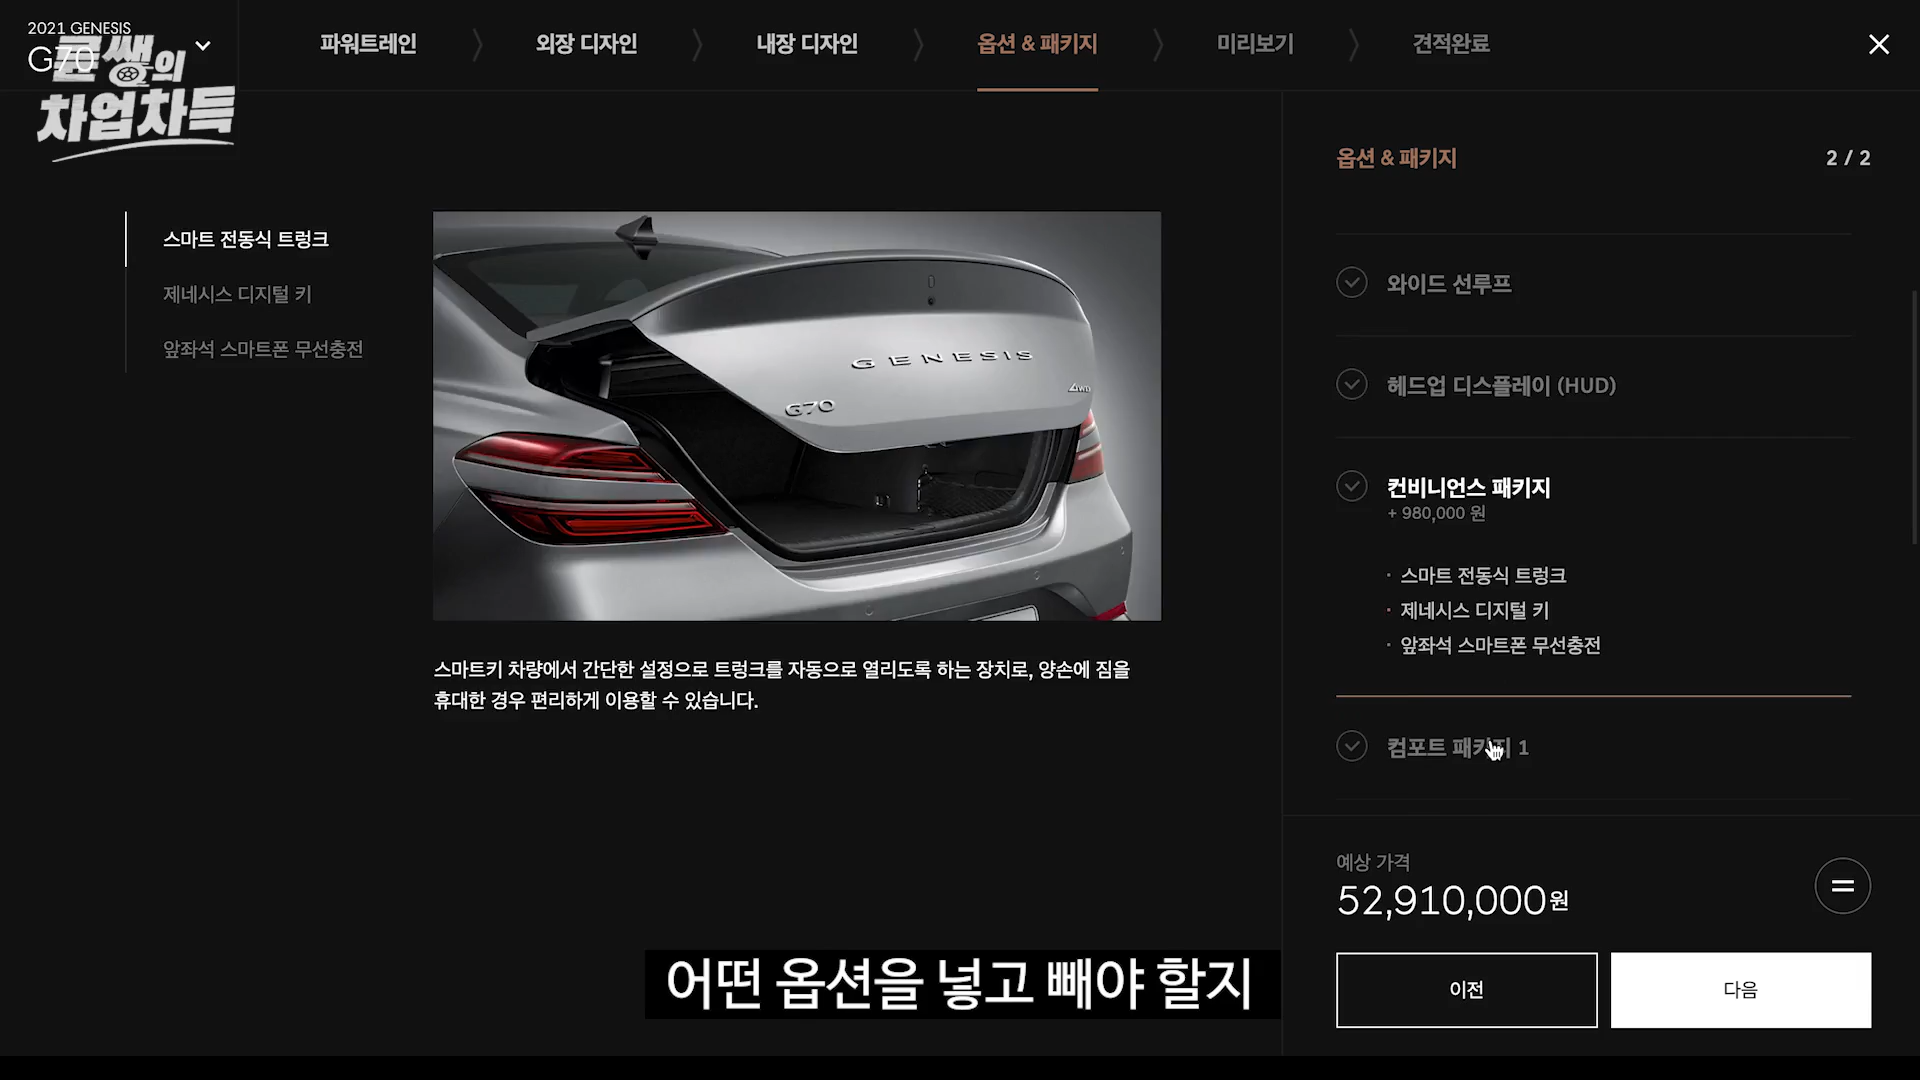 2021 GENESIS
G70
큰쌩의
차업차득
파워트레인
외장 디자인
내장 디자인
옵션 & 패키지
미리보기
견적완료
스마트 전동식 트렁크
제네시스 디지털 키
앞좌석 스마트폰 무선충전
GENESIS
G70
4WD
스마트키 차량에서 간단한 설정으로 트렁크를 자동으로 열리도록 하는 장치로, 양손에 짐을
휴대한 경우 편리하게 이용할 수 있습니다.
옵션 & 패키지
2 / 2
와이드 선루프
헤드업 디스플레이 (HUD)
컨비니언스 패키지
+ 980,000 원
· 스마트 전동식 트렁크
· 제네시스 디지털 키
· 앞좌석 스마트폰 무선충전
컴포트 패키지 1
예상 가격
52,910,000원
이전
다음
어떤 옵션을 넣고 빼야 할지